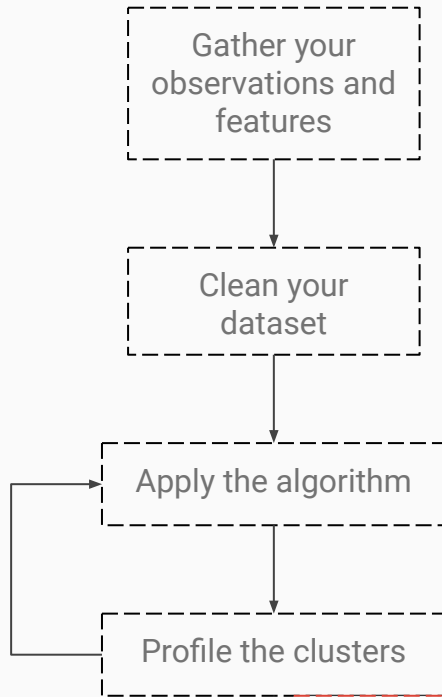 Gather your
observations and
features
Clean your
dataset
Apply the algorithm
Profile the clusters